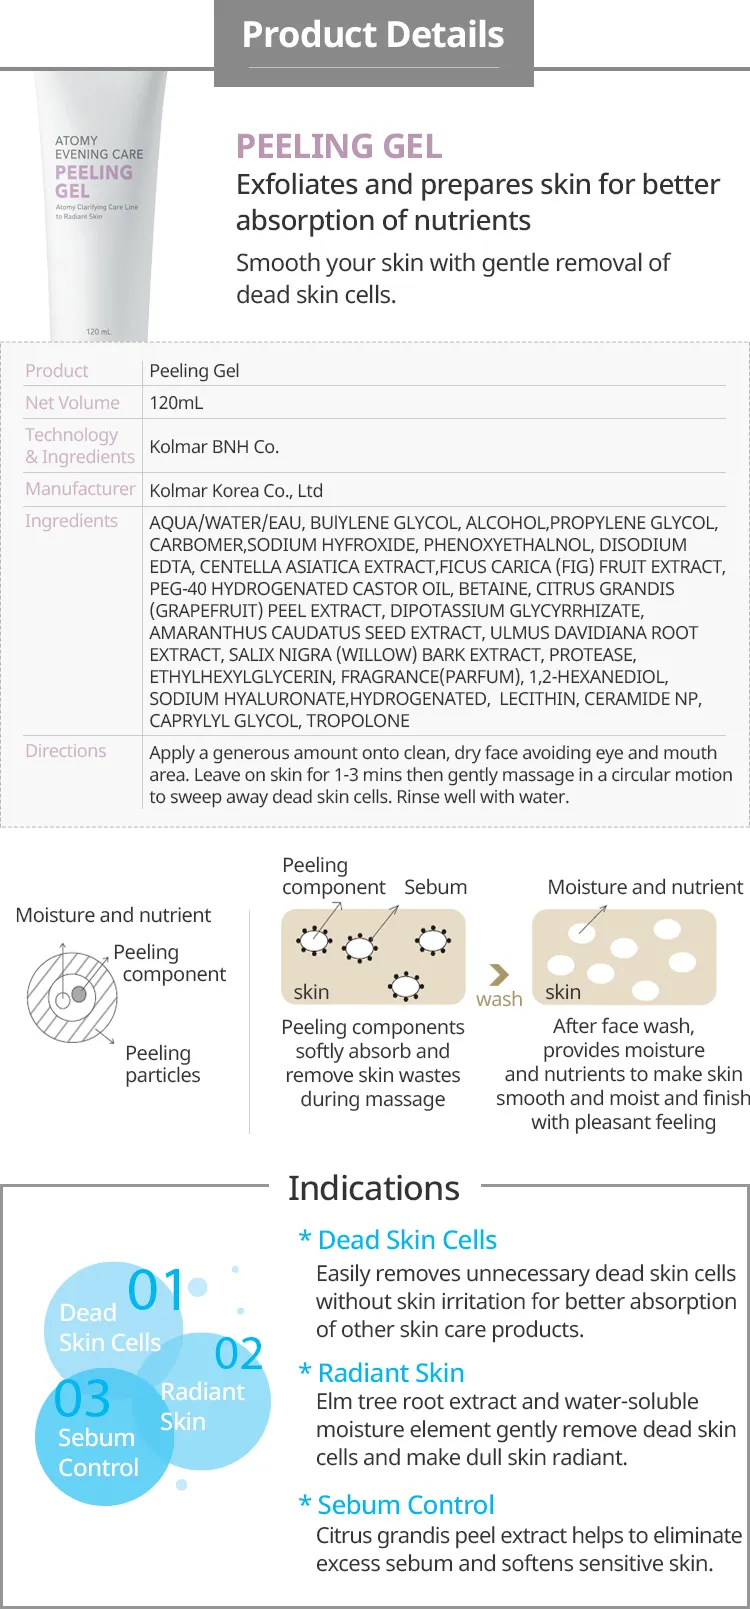 Product Details
ATOMY
EVENING CARE
PEELING
GEL
Atomy Clarifying Care Line
to Radiant Skin
120 mL
PEELING GEL
Exfoliates and prepares skin for better
absorption of nutrients
Smooth your skin with gentle removal of
dead skin cells.
Product
Peeling Gel
Net Volume
120mL
Technology
& Ingredients
Kolmar BNH Co.
Manufacturer
Kolmar Korea Co., Ltd
Ingredients
AQUA/WATER/EAU, BUlYLENE GLYCOL, ALCOHOL,PROPYLENE GLYCOL,
CARBOMER,SODIUM HYFROXIDE, PHENOXYETHALNOL, DISODIUM
EDTA, CENTELLA ASIATICA EXTRACT,FICUS CARICA (FIG) FRUIT EXTRACT,
PEG-40 HYDROGENATED CASTOR OIL, BETAINE, CITRUS GRANDIS
(GRAPEFRUIT) PEEL EXTRACT, DIPOTASSIUM GLYCYRRHIZATE,
AMARANTHUS CAUDATUS SEED EXTRACT, ULMUS DAVIDIANA ROOT
EXTRACT, SALIX NIGRA (WILLOW) BARK EXTRACT, PROTEASE,
ETHYLHEXYLGLYCERIN, FRAGRANCE(PARFUM), 1,2-HEXANEDIOL,
SODIUM HYALURONATE,HYDROGENATED, LECITHIN, CERAMIDE NP,
CAPRYLYL GLYCOL, TROPOLONE
Directions
Apply a generous amount onto clean, dry face avoiding eye and mouth
area. Leave on skin for 1-3 mins then gently massage in a circular motion
to sweep away dead skin cells. Rinse well with water.
Moisture and nutrient
Peeling
component
Peeling
particles
Peeling
component
Sebum
skin
Peeling components
softly absorb and
remove skin wastes
during massage
wash
Moisture and nutrient
skin
After face wash,
provides moisture
and nutrients to make skin
smooth and moist and finish
with pleasant feeling
Indications
01
Dead
Skin Cells
02
Radiant
Skin
03
Sebum
Control
* Dead Skin Cells
Easily removes unnecessary dead skin cells
without skin irritation for better absorption
of other skin care products.
* Radiant Skin
Elm tree root extract and water-soluble
moisture element gently remove dead skin
cells and make dull skin radiant.
* Sebum Control
Citrus grandis peel extract helps to eliminate
excess sebum and softens sensitive skin.